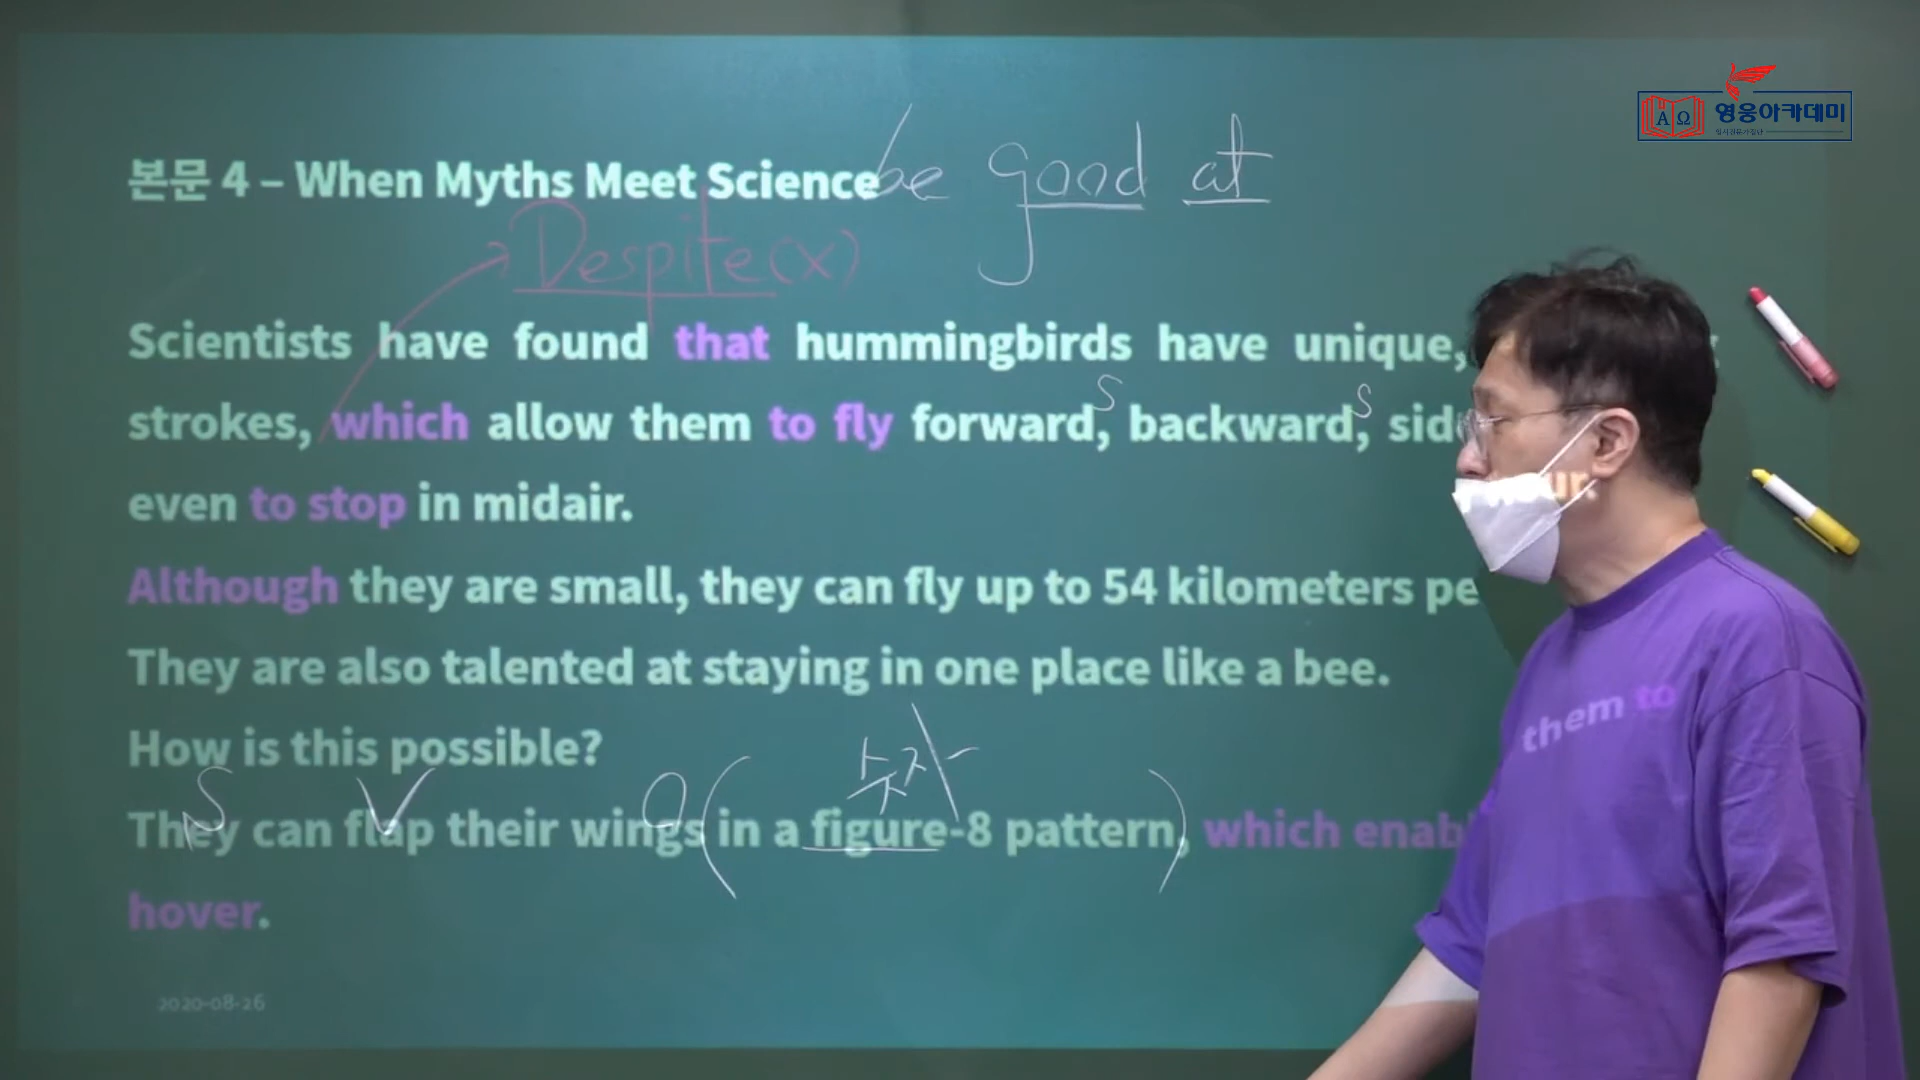 영웅아카데미
본문 4 – When Myths Meet Science
be good at
Despite(x)
Scientists have found that hummingbirds have unique,
s s
strokes, which allow them to fly forward, backward,
even to stop in midair.
Although they are small, they can fly up to 54 kilometers
They are also talented at staying in one place like a bee.
How is this possible?
S V O ( 숫자 )
They can flap their wings in a figure-8 pattern, which
them to
hover.
2020-08-26